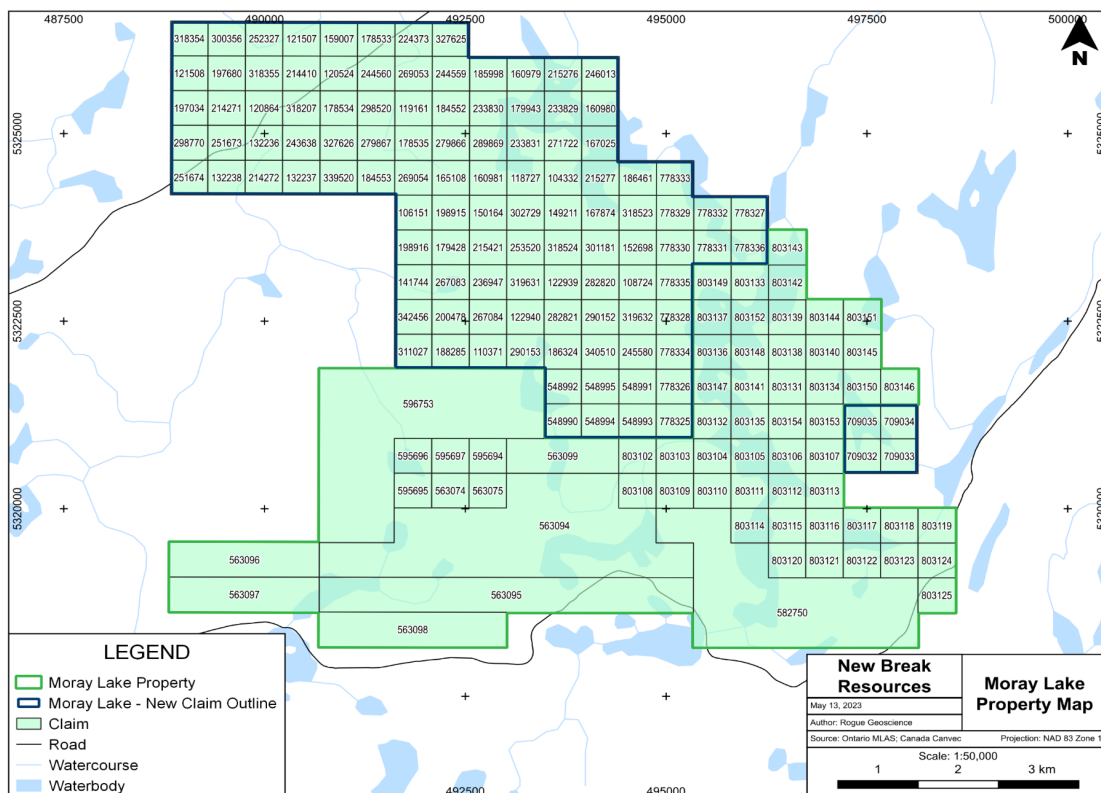 487500 490000 492500 495000 497500 500000
N
318354 300356 252327 121507 159007 178533 224373 327625
121508 197680 318355 214410 120524 244560 269053 244559 185998 160979 215276 246013
197034 214271 120864 318207 178534 298520 119161 184552 233830 179943 233829 160980
5325000
5325000
298770 251673 132236 243638 327626 279867 178535 279866 289869 233831 271722 167025
251674 132238 214272 132237 339520 184553 269054 165108 160981 118727 104332 215277 186461 778333
106151 198915 150164 302729 149211 167874 318523 778329 778332 778327
198916 179428 215421 253520 318524 301181 152698 778330 778331 778336 803143
141744 267083 236947 319631 122939 282820 108724 778335 803149 803133 803142
5322500
342456 200478 267084 122940 282821 290152 319632 778328 803137 803152 803139 803144 803151
5322500
311027 188285 110371 290153 186324 340510 245580 778334 803136 803148 803138 803140 803145
548992 548995 548991 778326 803147 803141 803131 803134 803150 803146
596753
548990 548994 548993 778325 803132 803135 803154 803153 709035 709034
595696 595697 595694 563099 803102 803103 803104 803105 803106 803107 709032 709033
595695 563074 563075 803108 803109 803110 803111 803112 803113
5320000
5320000
563094 803114 803115 803116 803117 803118 803119
563096 803120 803121 803122 803123 803124
563097 563095 803125
582750
563098
LEGEND
Moray Lake Property
Moray Lake - New Claim Outline
Claim
Road
Watercourse
Waterbody
New Break
Resources
May 13, 2023
Author: Rogue Geoscience
Moray Lake
Property Map
Source: Ontario MLAS; Canada Canvec Projection: NAD 83 Zone 1
Scale: 1:50,000
1 2 3 km
492500 495000